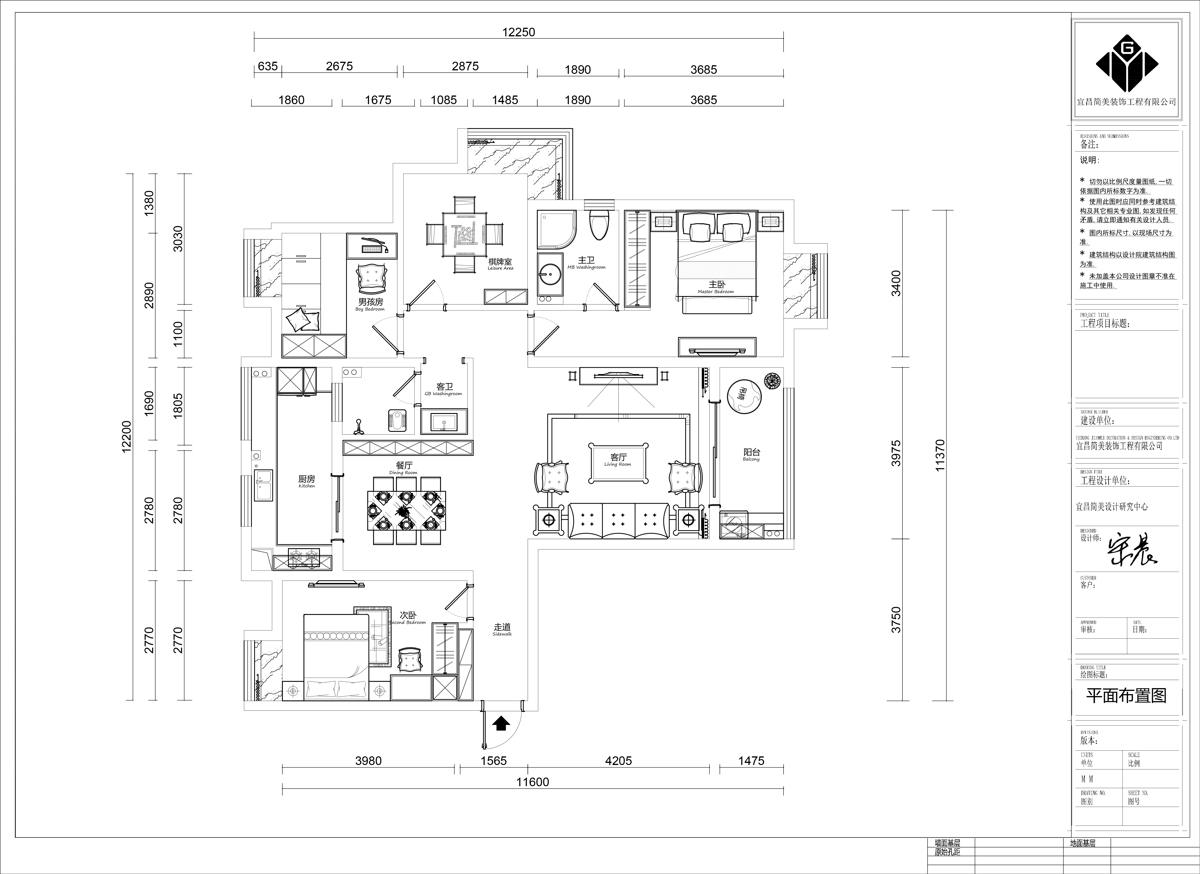 12250
635 2675 2875 1890 3685
1860 1675 1085 1485 1890 3685
1380
3030
2890
1100
1690
1805
12200
2780
2780
2770
2770
3400
3975
11370
3750
棋牌室
Leisure Area
主卫
MB Washingroom
主卧
Master Bedroom
男孩房
Boy Bedroom
客卫
GB Washingroom
厨房
Kitchen
餐厅
Dining Room
客厅
Living Room
阳台
Balcony
次卧
Second Bedroom
走道
Sidewalk
3980 1565 4205 1475
11600
G
宜昌简美装饰工程有限公司
备注:
说明:
* 切勿以比例尺度量图纸,一切
依据图内所标数字为准.
* 使用此图时应同时参考建筑结
构及其它相关专业图,如发现任何
矛盾,请立即通知有关设计人员.
* 图内所标尺寸,以现场尺寸为
准.
* 建筑结构以设计院建筑结构图
为准.
* 未加盖本公司设计图章不准在
施工中使用.
PROJECT TITLE
工程项目标题:
建设单位:
宜昌简美装饰工程有限公司
DESIGN FIRM
工程设计单位:
宜昌简美设计研究中心
DESIGNED
设计师:
CUSTOMER
客户:
APPROVED
审核:
DATE
日期:
DRAWING TITLE
绘图标题:
平面布置图
REVISIONS
版本:
UNITS
单位
SCALE
比例
M M
DRAWING NO.
图别
SHEET NO.
图号
墙面基层
地面基层
原始孔距